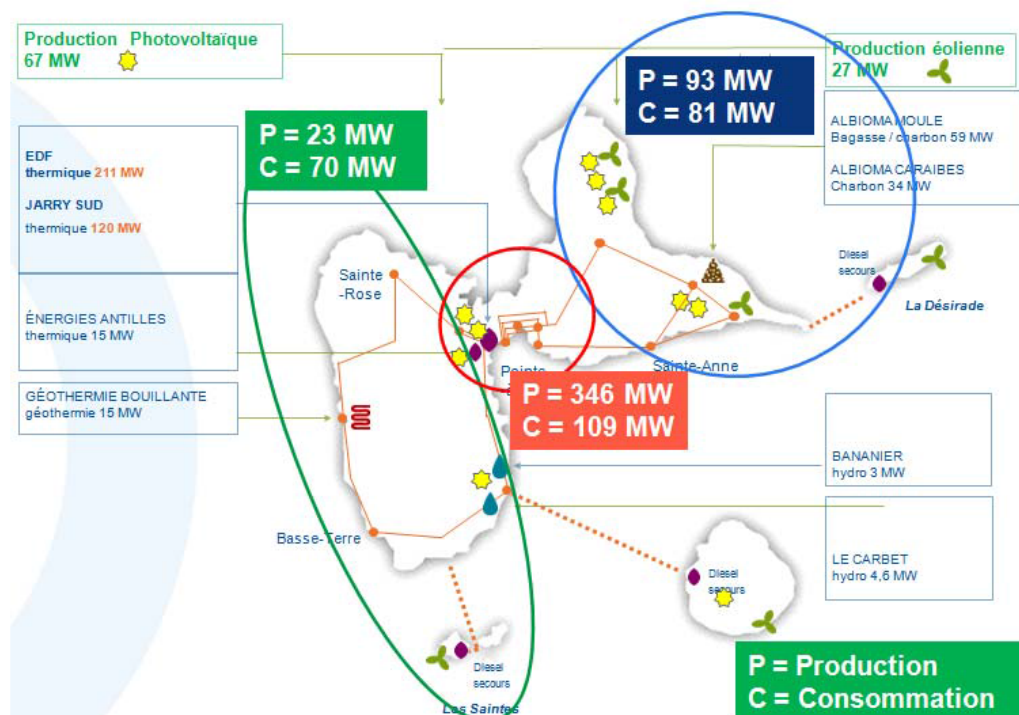 Production Photovoltaïque
67 MW
Production éolienne
27 MW
P = 93 MW
C = 81 MW
P = 23 MW
C = 70 MW
EDF
thermique 211 MW
JARRY SUD
thermique 120 MW
ALBIOMA MOULE
Bagasse / charbon 59 MW
ALBIOMA CARAIBES
Charbon 34 MW
Diesel
secours
La Désirade
Sainte
-Rose
ÉNERGIES ANTILLES
thermique 15 MW
Sainte-Anne
Pointe
P = 346 MW
C = 109 MW
GÉOTHERMIE BOUILLANTE
géothermie 15 MW
BANANIER
hydro 3 MW
Basse-Terre
LE CARBET
hydro 4,6 MW
Diesel
secours
Diesel
secours
Les Saintes
P = Production
C = Consommation